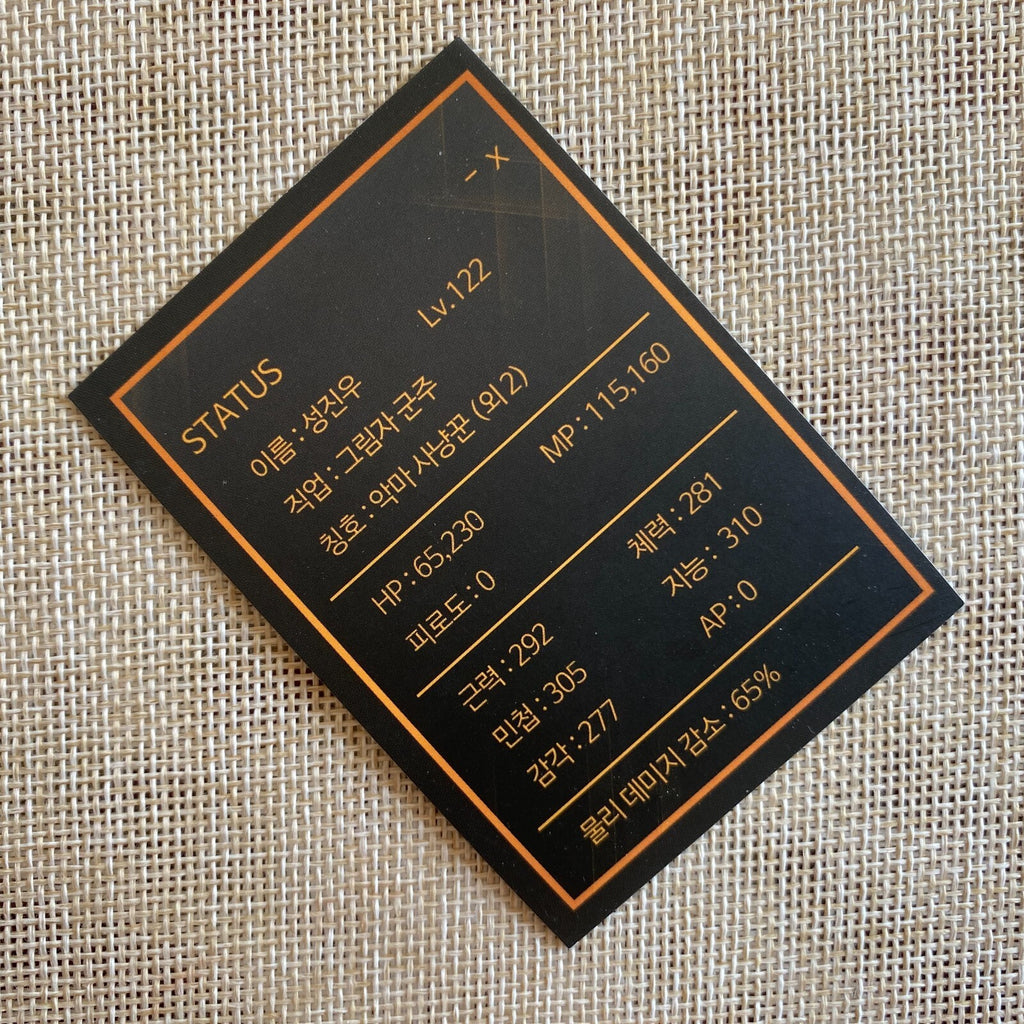 – X
STATUS
이름 : 성진우 Lv.122
직업 : 그림자 군주
칭호 : 악마 사냥꾼 (외 2)
HP : 65,230 MP : 115,160
피로도 : 0
근력 : 292 체력 : 281
민첩 : 305 지능 : 310
감각 : 277 AP : 0
물리 데미지 감소 : 65%